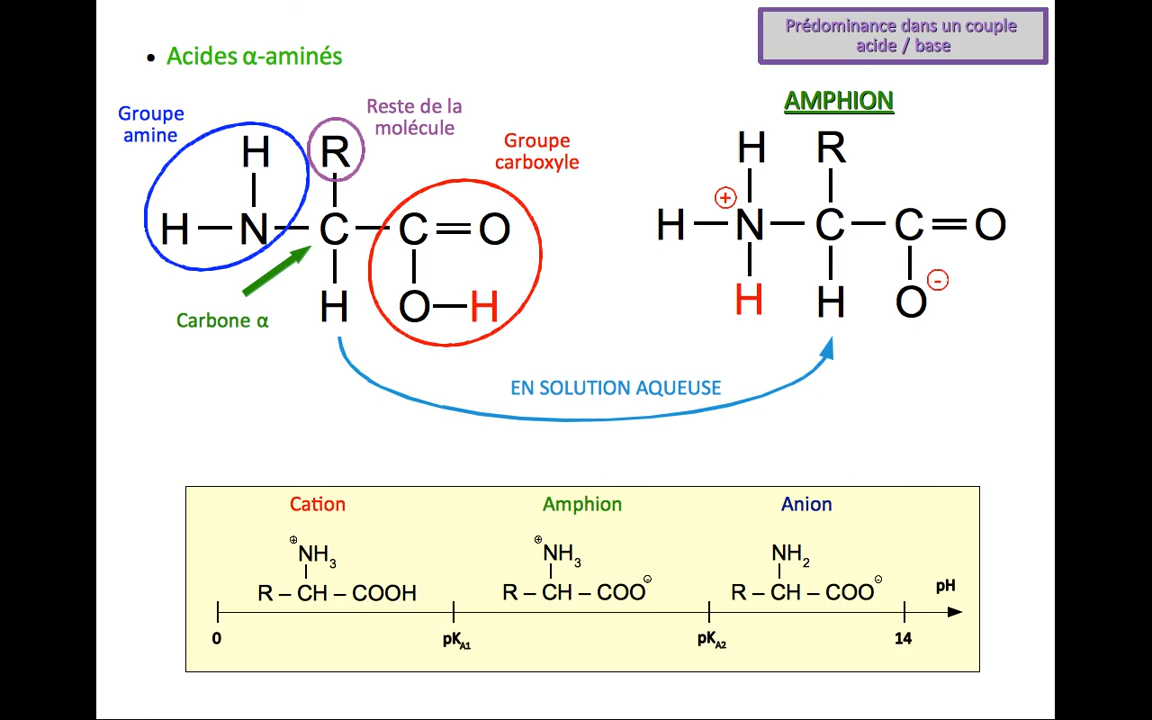 Prédominance dans un couple
acide / base
• Acides α-aminés
AMPHION
Groupe
amine
Reste de la
molécule
Groupe
carboxyle
H R
H N C C O
H O H
Carbone α
H R
+
H N C C O
-
H H O
EN SOLUTION AQUEUSE
Cation Amphion Anion
⊕NH₃ ⊕NH₃ NH₂
R – CH – COOH R – CH – COO⊖ R – CH – COO⊖ pH
0 pKA1 pKA2 14